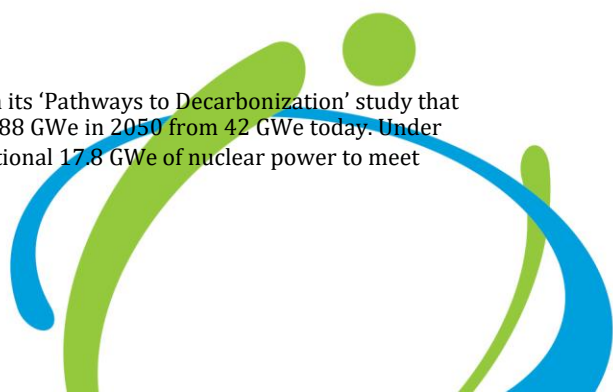 its ‘Pathways to Decarbonization’ study that
88 GWe in 2050 from 42 GWe today. Under
tional 17.8 GWe of nuclear power to meet